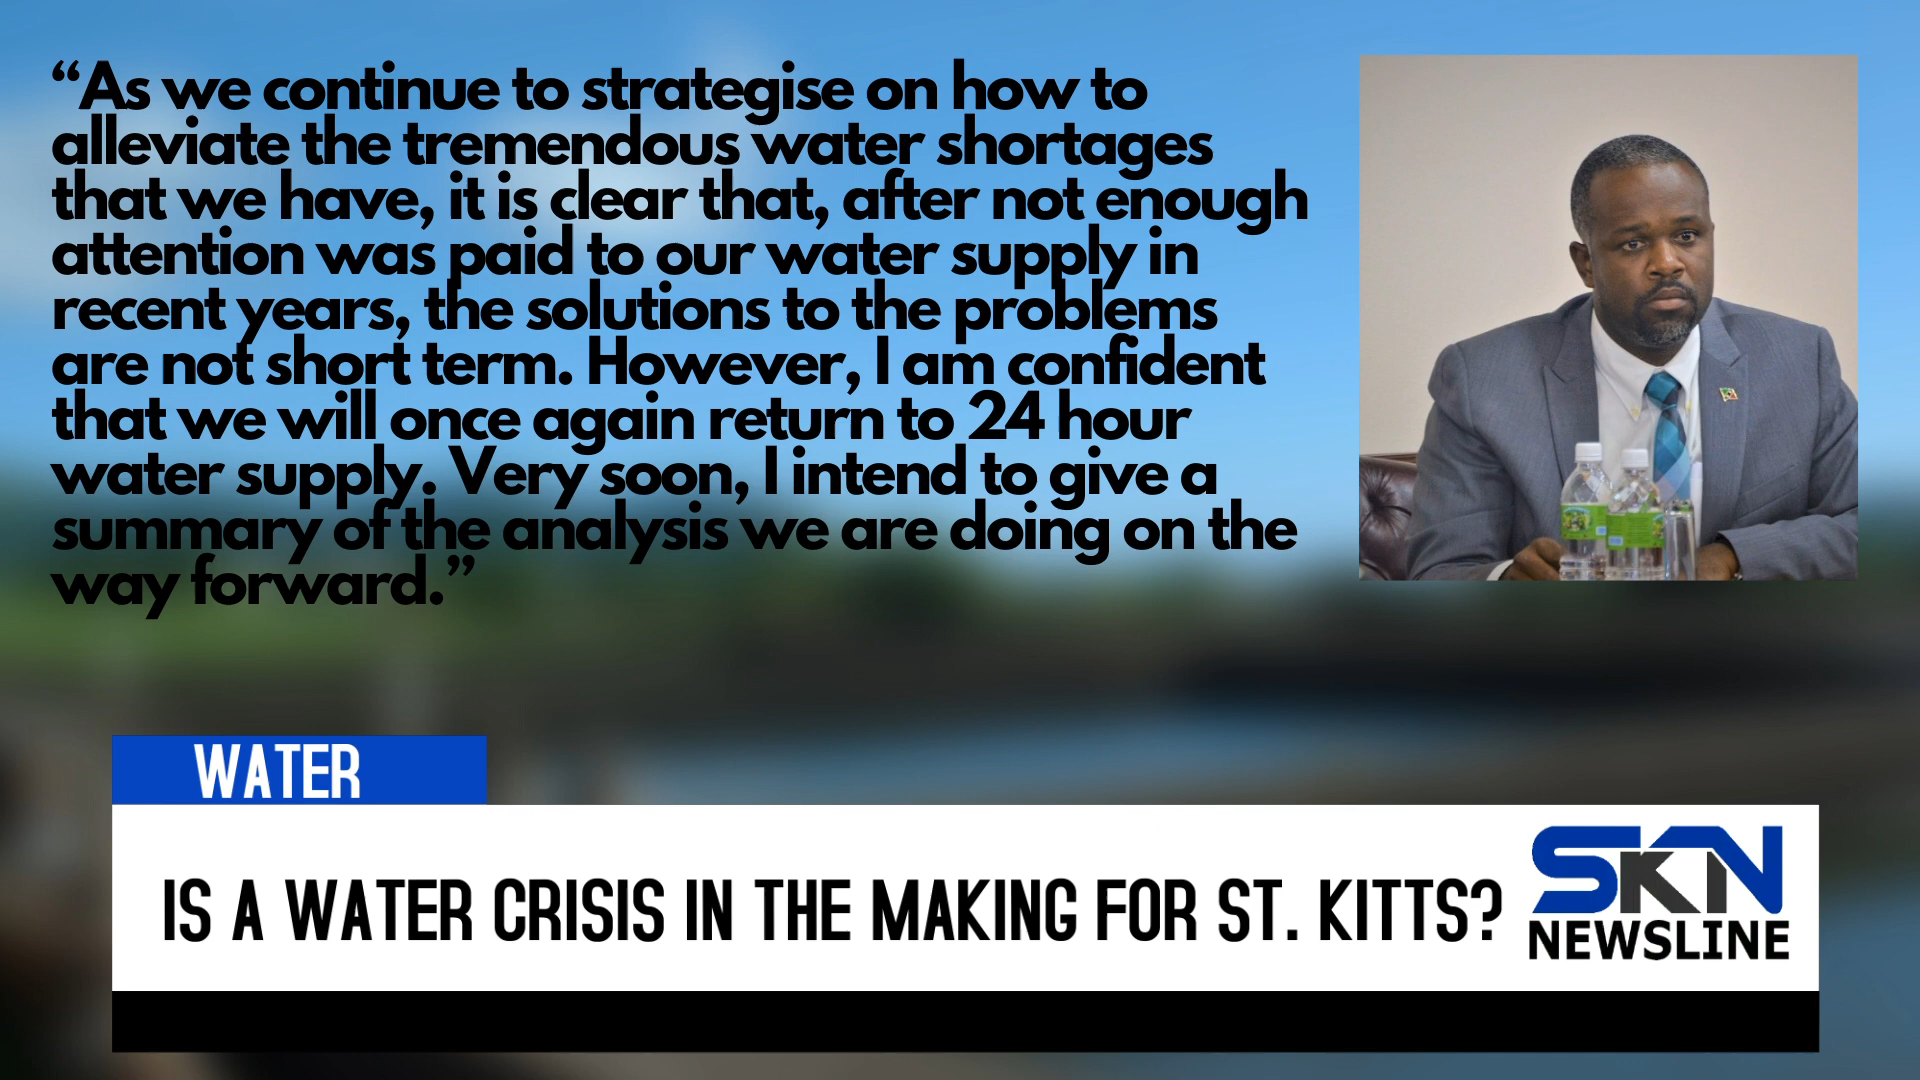 “As we continue to strategise on how to
alleviate the tremendous water shortages
that we have, it is clear that, after not enough
attention was paid to our water supply in
recent years, the solutions to the problems
are not short term. However, I am confident
that we will once again return to 24 hour
water supply. Very soon, I intend to give a
summary of the analysis we are doing on the
way forward.”
WATER
IS A WATER CRISIS IN THE MAKING FOR ST. KITTS?
SKN
NEWSLINE